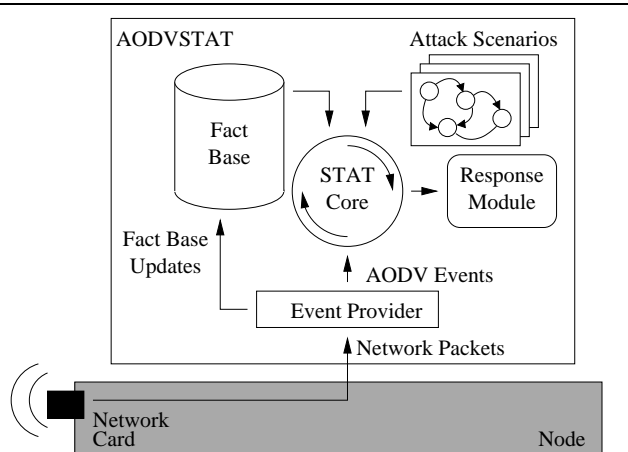 AODVSTAT
Attack Scenarios
Fact
Base
STAT
Core
Response
Module
Fact Base
Updates
AODV Events
Event Provider
Network Packets
Network
Card
Node